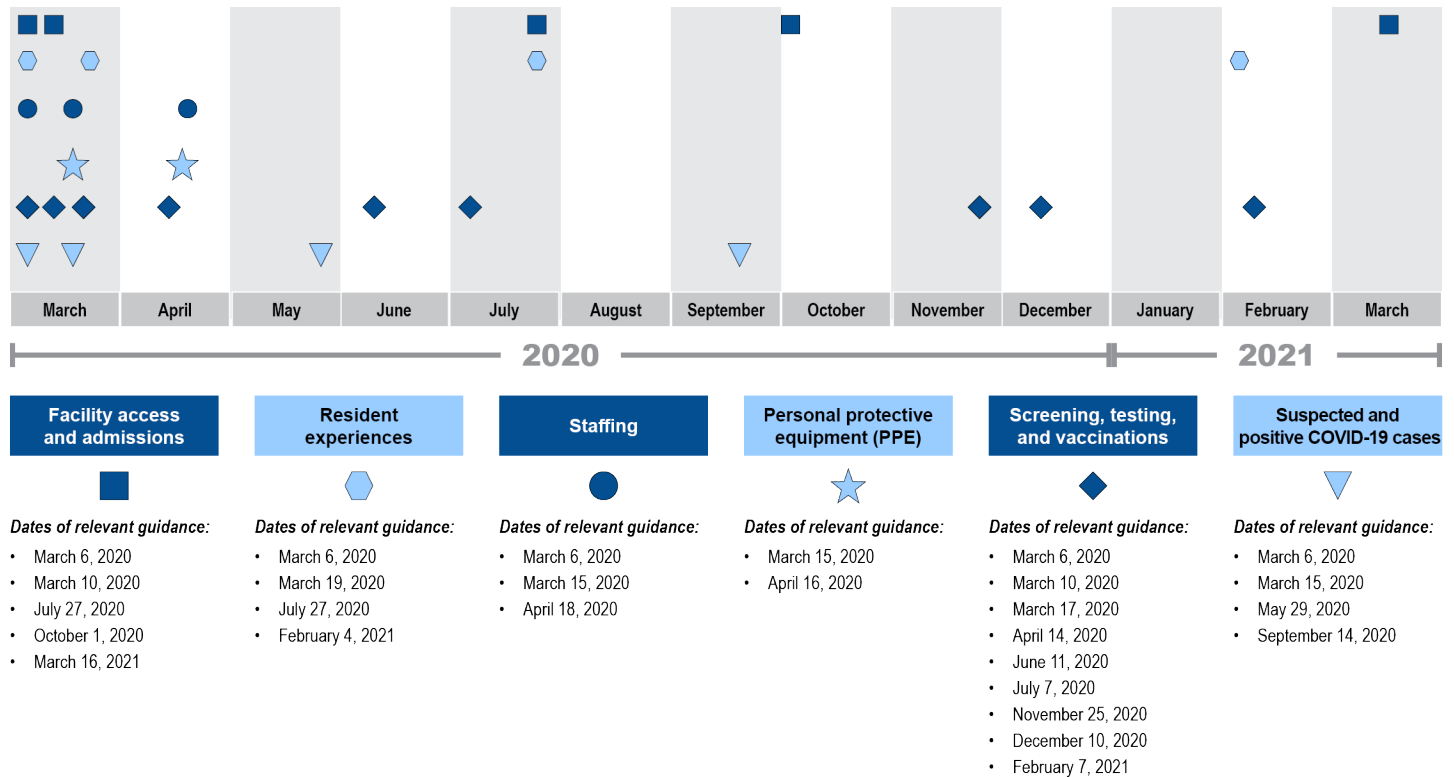 March April May June July August September October November December January February March
2020 2021
Facility access
and admissions
Dates of relevant guidance:
• March 6, 2020
• March 10, 2020
• July 27, 2020
• October 1, 2020
• March 16, 2021
Resident
experiences
Dates of relevant guidance:
• March 6, 2020
• March 19, 2020
• July 27, 2020
• February 4, 2021
Staffing
Dates of relevant guidance:
• March 6, 2020
• March 15, 2020
• April 18, 2020
Personal protective
equipment (PPE)
Dates of relevant guidance:
• March 15, 2020
• April 16, 2020
Screening, testing,
and vaccinations
Dates of relevant guidance:
• March 6, 2020
• March 10, 2020
• March 17, 2020
• April 14, 2020
• June 11, 2020
• July 7, 2020
• November 25, 2020
• December 10, 2020
• February 7, 2021
Suspected and
positive COVID-19 cases
Dates of relevant guidance:
• March 6, 2020
• March 15, 2020
• May 29, 2020
• September 14, 2020